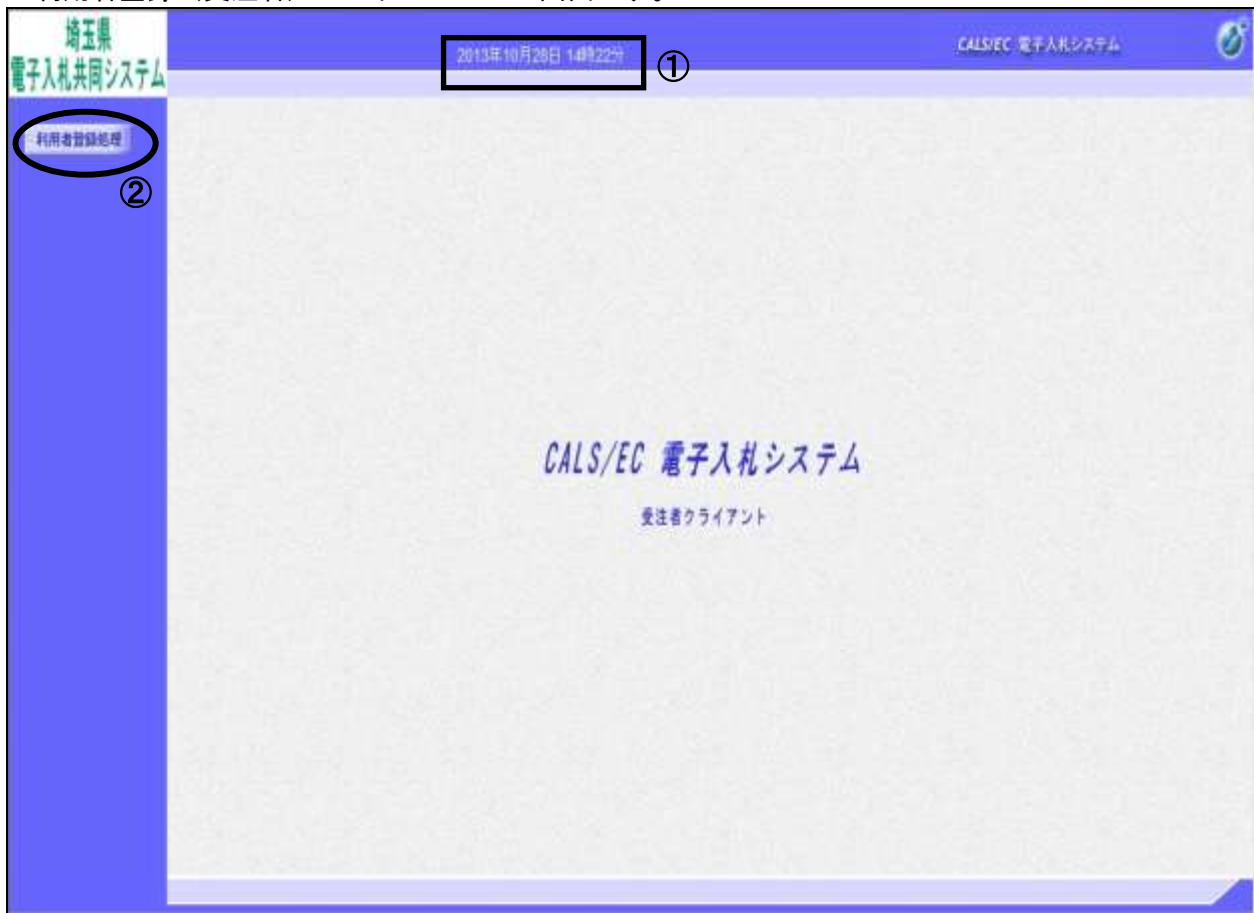 埼玉県
電子入札共同システム
2013年10月28日 14時22分
①
CALS/EC 電子入札システム
利用者登録処理
②
CALS/EC 電子入札システム
受注者クライアント